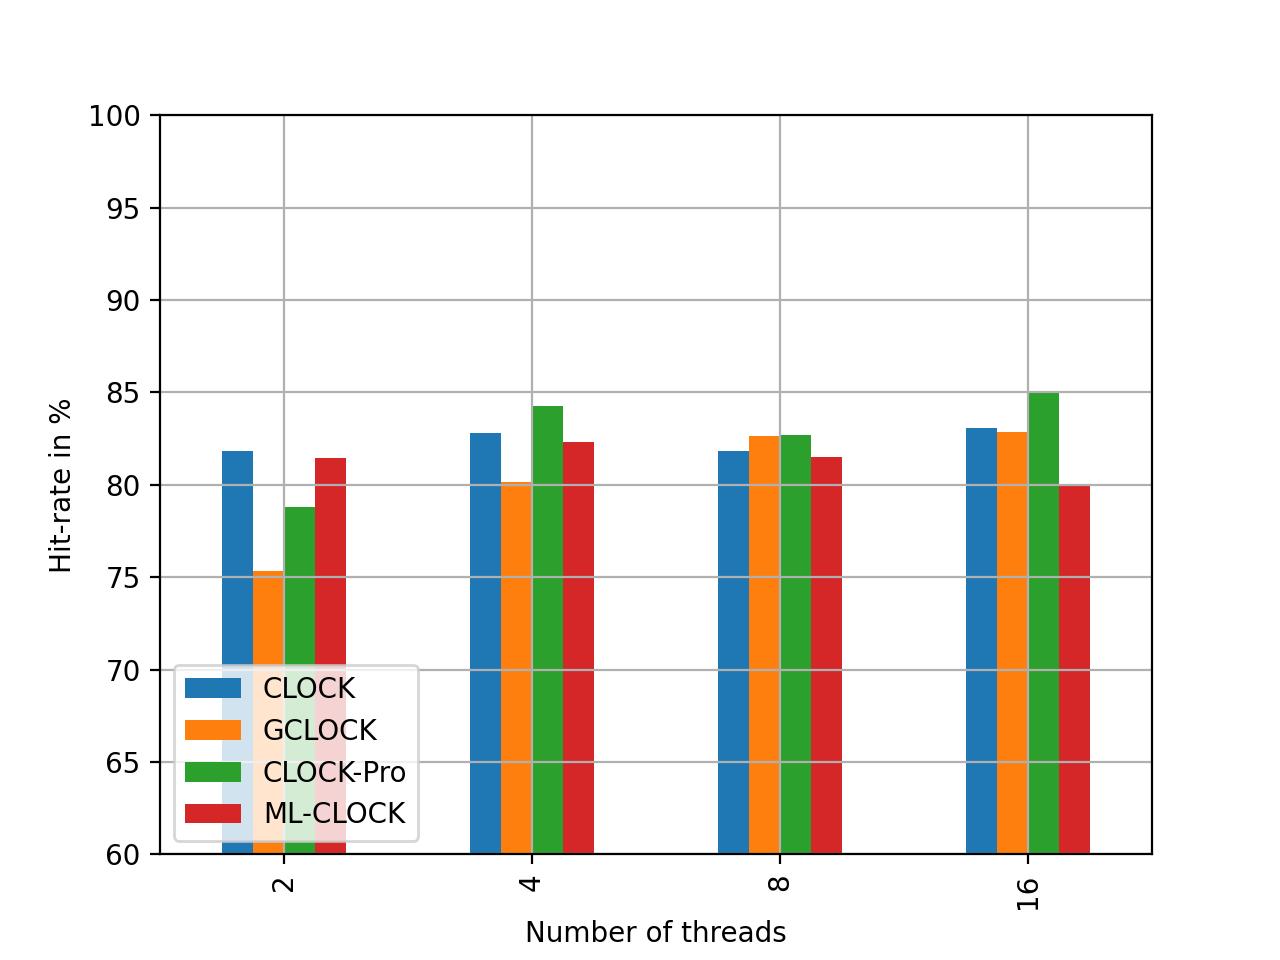 100
95
90
85
80
75
70
65
60
Hit-rate in %
CLOCK
GCLOCK
CLOCK-Pro
ML-CLOCK
2
4
8
16
Number of threads